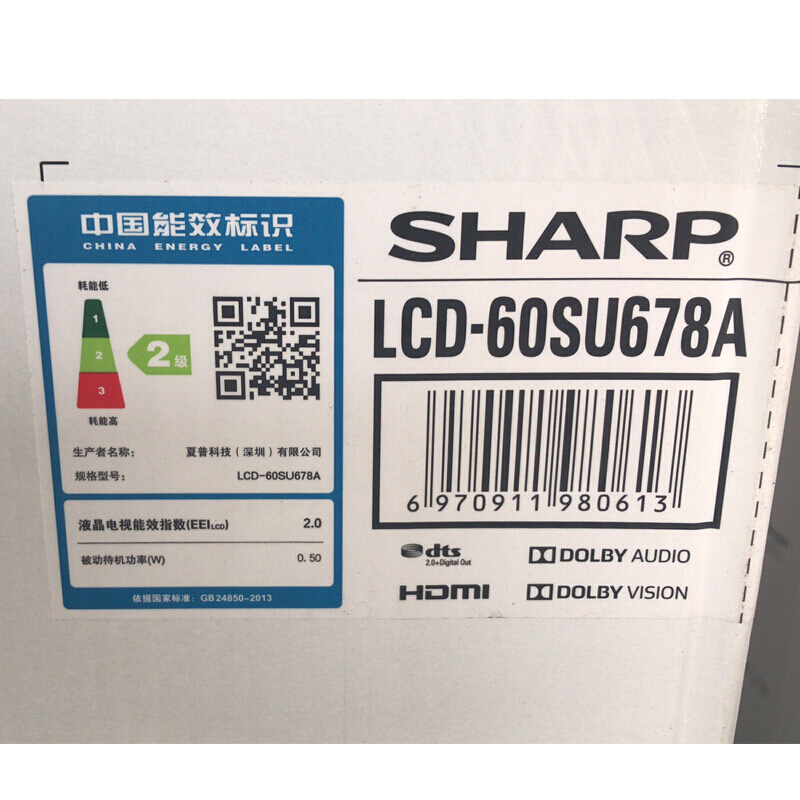 中国能效标识
CHINA ENERGY LABEL
耗能低
1
2
3
2级
耗能高
生产者名称: 夏普科技(深圳)有限公司
规格型号: LCD-60SU678A
液晶电视能效指数(EEILCD) 2.0
被动待机功率(W) 0.50
依据国家标准: GB24850-2013
SHARP®
LCD-60SU678A
6 970911 980613
dts
2.0+Digital Out
DOLBY AUDIO
HDMI
DOLBY VISION